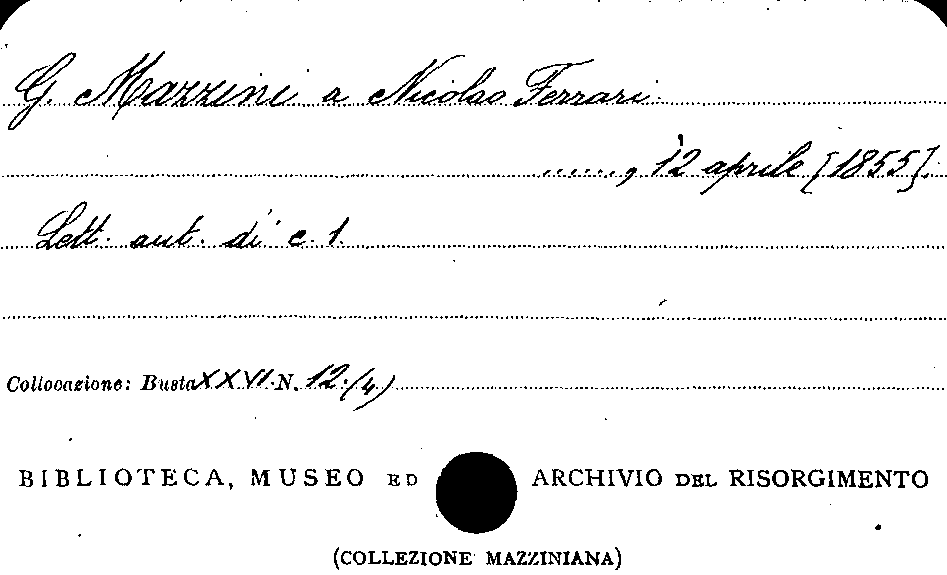 G. Mazzini a Nicolao Ferrari.
......, 12 aprile [1855].
Lett. aut. di c. 1.
Collocazione: Busta XXVI. N. 12./4)
BIBLIOTECA, MUSEO ED ARCHIVIO DEL RISORGIMENTO
(COLLEZIONE MAZZINIANA)